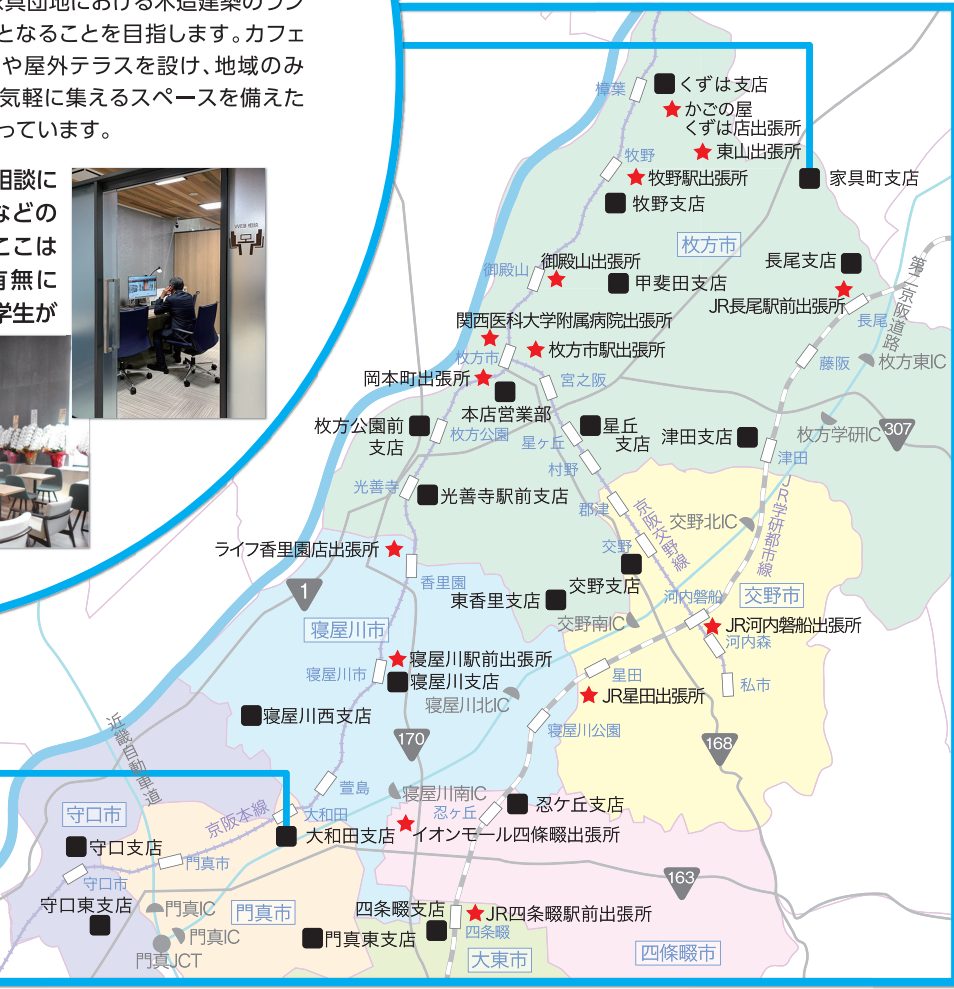 家具団地における木造建築のラン
となることを目指します。カフェ
や屋外テラスを設け、地域のみ
気軽に集えるスペースを備えた
っています。
相談に
などの
ここは
有無に
学生が
樟葉
くずは支店
かごの屋
くずは店出張所
東山出張所
牧野
牧野駅出張所
家具町支店
牧野支店
枚方市
御殿山
御殿山出張所
甲斐田支店
長尾支店
第二京阪道路
JR長尾駅前出張所
長尾
関西医科大学附属病院出張所
枚方市
枚方市駅出張所
藤阪
枚方東IC
岡本町出張所
宮之阪
本店営業部
枚方公園前
支店
枚方公園
星ヶ丘
星丘
支店
津田支店
枚方学研IC
307
村野
津田
光善寺
光善寺駅前支店
郡津
京阪交野線
交野北IC
JR学研都市線
ライフ香里園店出張所
交野
香里園
交野支店
1
東香里支店
河内磐船
交野市
寝屋川市
交野南IC
JR河内磐船出張所
河内森
寝屋川駅前出張所
寝屋川市
寝屋川支店
星田
私市
寝屋川北IC
JR星田出張所
寝屋川西支店
寝屋川公園
近畿自動車道
170
168
萱島
寝屋川南IC
忍ケ丘支店
守口市
京阪本線
大和田
忍ヶ丘
大和田支店
イオンモール四條畷出張所
守口支店
門真市
守口市
163
守口東支店
門真IC
門真市
四条畷支店
JR四条畷駅前出張所
門真IC
門真東支店
四条畷
門真JCT
大東市
四條畷市